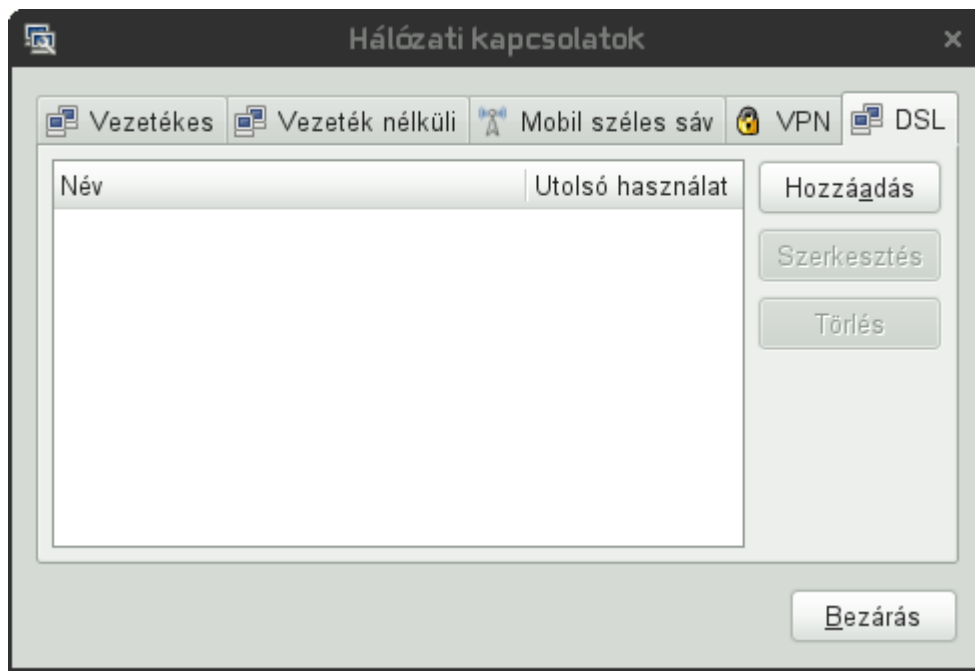 Hálózati kapcsolatok
Vezetékes Vezeték nélküli Mobil széles sáv VPN DSL
Név Utolsó használat
Hozzáadás
Szerkesztés
Törlés
Bezárás